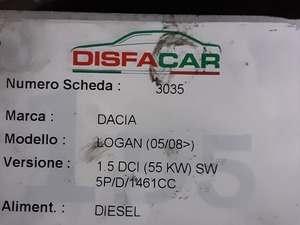 DISFACAR
Numero Scheda : 3035
Marca : DACIA
Modello : LOGAN (05/08>)
Versione : 1.5 DCI (55 KW) SW
5P/D/1461CC
Aliment. : DIESEL